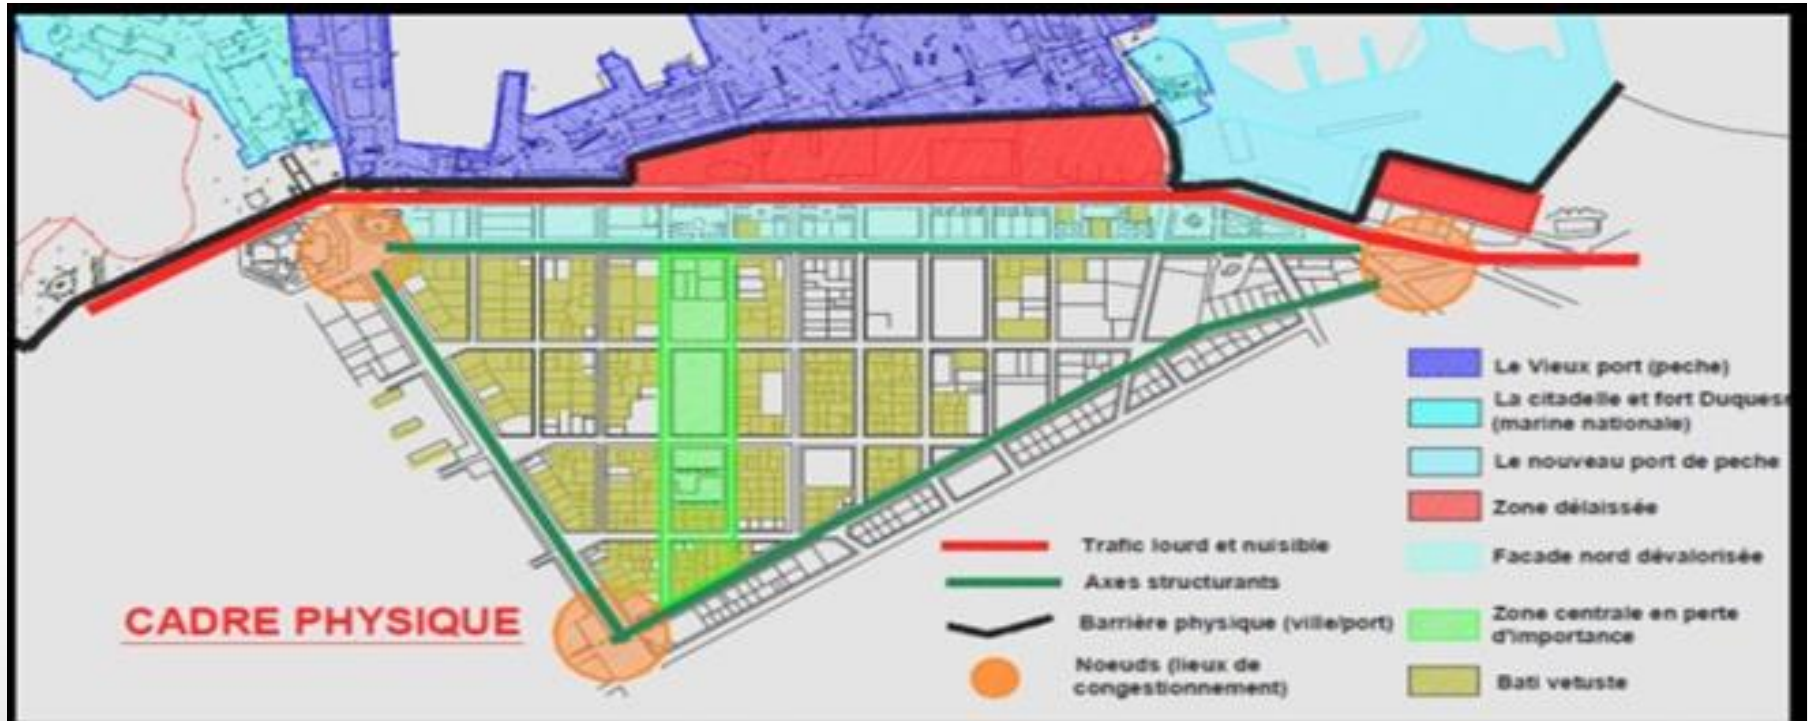 Le Vieux port (peche)
La citadelle et fort Duquesn
(marine nationale)
Le nouveau port de peche
Zone délaissée
Facade nord dévalorisée
Zone centrale en perte
d'importance
Bati vetuste
Trafic lourd et nuisible
Axes structurants
Barrière physique (ville/port)
Noeuds (lieux de
congestionnement)
CADRE PHYSIQUE